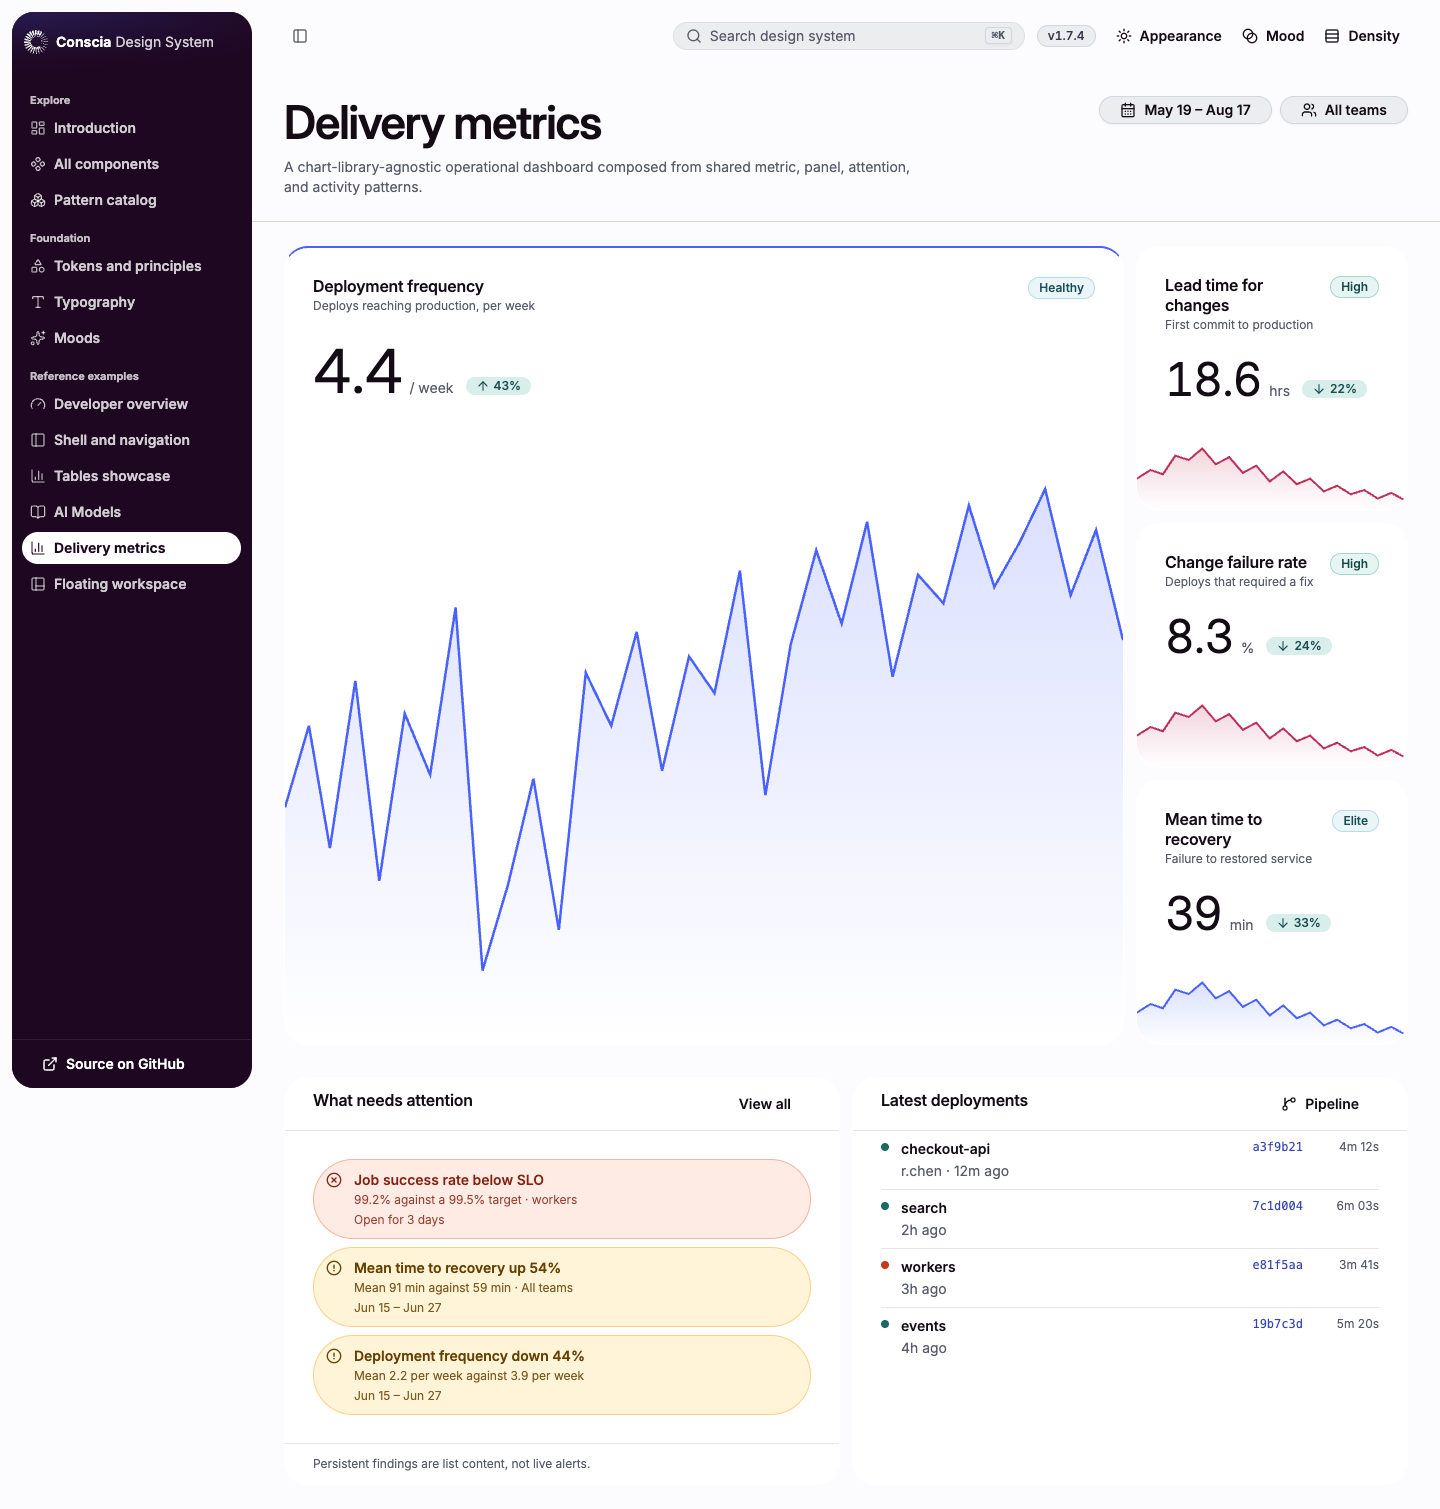 Conscia Design System
Search design system
⌘K
v1.7.4
Appearance
Mood
Density
Explore
Introduction
All components
Pattern catalog
Foundation
Tokens and principles
Typography
Moods
Reference examples
Developer overview
Shell and navigation
Tables showcase
AI Models
Delivery metrics
Floating workspace
Source on GitHub
Delivery metrics
A chart-library-agnostic operational dashboard composed from shared metric, panel, attention,
and activity patterns.
May 19 – Aug 17
All teams
Deployment frequency
Healthy
Deploys reaching production, per week
4.4 / week ↑ 43%
Lead time for
changes
High
First commit to production
18.6 hrs ↓ 22%
Change failure rate
High
Deploys that required a fix
8.3 % ↓ 24%
Mean time to
recovery
Elite
Failure to restored service
39 min ↓ 33%
What needs attention
View all
Job success rate below SLO
99.2% against a 99.5% target · workers
Open for 3 days
Mean time to recovery up 54%
Mean 91 min against 59 min · All teams
Jun 15 – Jun 27
Deployment frequency down 44%
Mean 2.2 per week against 3.9 per week
Jun 15 – Jun 27
Persistent findings are list content, not live alerts.
Latest deployments
Pipeline
checkout-api a3f9b21 4m 12s
r.chen · 12m ago
search 7c1d004 6m 03s
2h ago
workers e81f5aa 3m 41s
3h ago
events 19b7c3d 5m 20s
4h ago